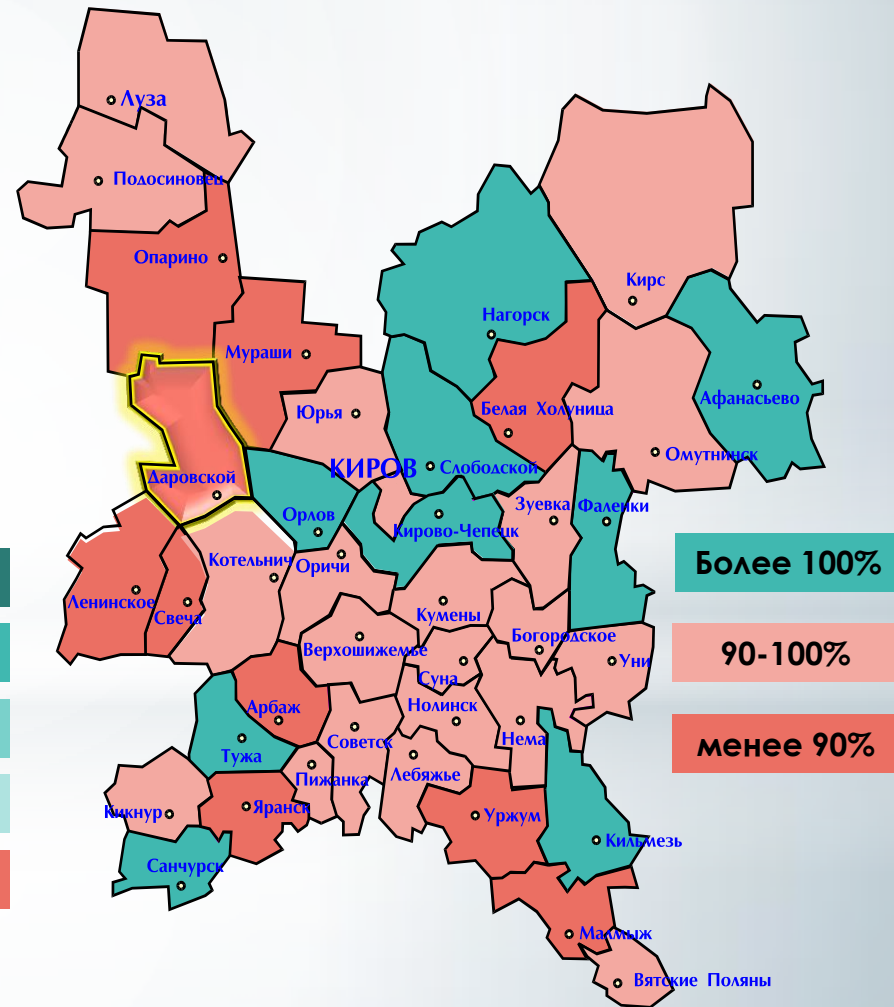 Луза
Подосиновец
Опарино
Кирс
Нагорск
Мураши
Афанасьево
Юрья
Белая Холуница
Омутнинск
КИРОВ
Слободской
Даровской
Орлов
Кирово-Чепецк
Зуевка
Фаленки
Котельнич
Оричи
Более 100%
Ленинское
Свеча
Кумены
Богородское
Верхошижемье
Уни
90-100%
Суна
Арбаж
Нолинск
Советск
Нема
Тужа
менее 90%
Пижанка
Лебяжье
Кикнур
Яранск
Уржум
Кильмезь
Санчурск
Малмыж
Вятские Поляны